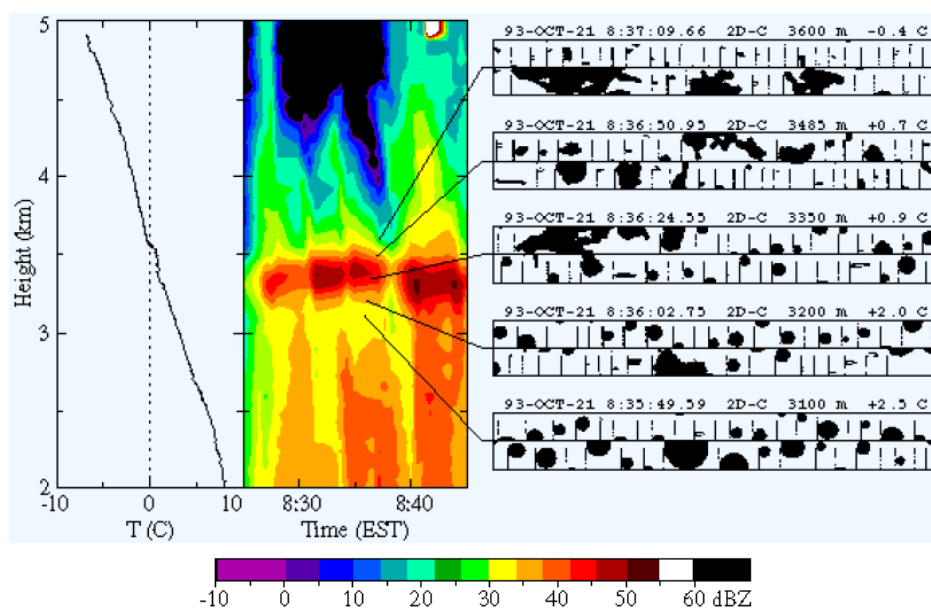 93-OCT-21 8:37:09.66 2D-C 3600 m -0.4 C
93-OCT-21 8:36:50.95 2D-C 3485 m +0.7 C
93-OCT-21 8:36:24.55 2D-C 3350 m +0.9 C
93-OCT-21 8:36:02.75 2D-C 3200 m +2.0 C
93-OCT-21 8:35:49.59 2D-C 3100 m +2.5 C
5
4
3
2
Height (km)
-10 0 10
T (C)
8:30 8:40
Time (EST)
-10 0 10 20 30 40 50 60 dBZ